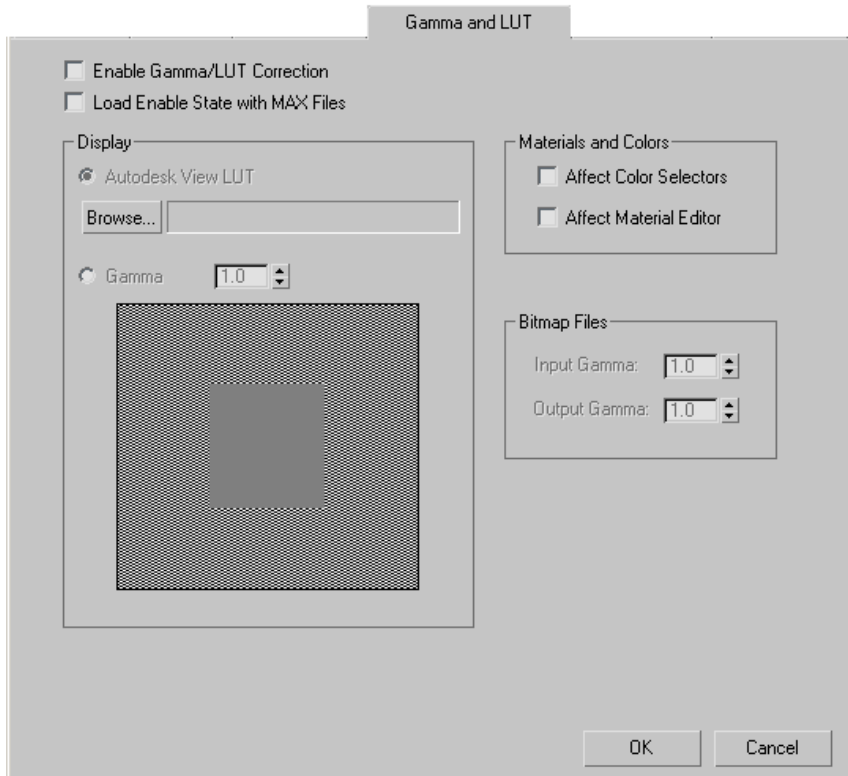 Gamma and LUT
Enable Gamma/LUT Correction
Load Enable State with MAX Files
Display
Autodesk View LUT
Browse...
Gamma 1.0
Materials and Colors
Affect Color Selectors
Affect Material Editor
Bitmap Files
Input Gamma: 1.0
Output Gamma: 1.0
OK Cancel